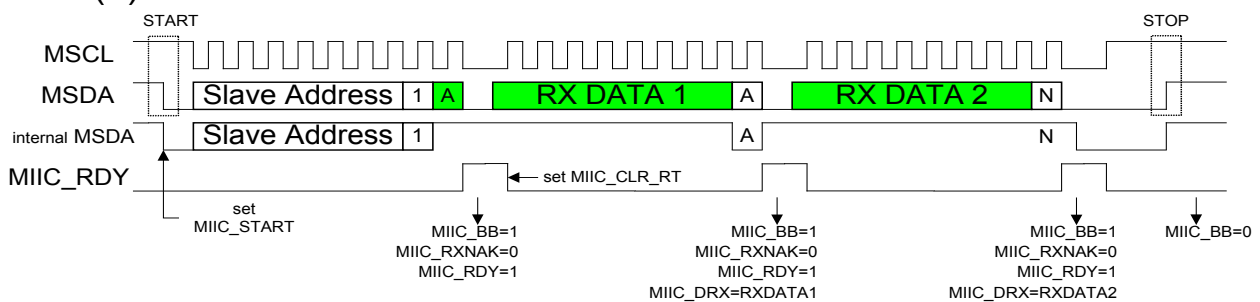 START STOP
MSCL
MSDA Slave Address 1 A RX DATA 1 A RX DATA 2 N
internal MSDA Slave Address 1 A N
MIIC_RDY set MIIC_CLR_RT
set
MIIC_START
MIIC_BB=1 MIIC_BB=1 MIIC_BB=1 MIIC_BB=0
MIIC_RXNAK=0 MIIC_RXNAK=0 MIIC_RXNAK=0
MIIC_RDY=1 MIIC_RDY=1 MIIC_RDY=1
MIIC_DRX=RXDATA1 MIIC_DRX=RXDATA2